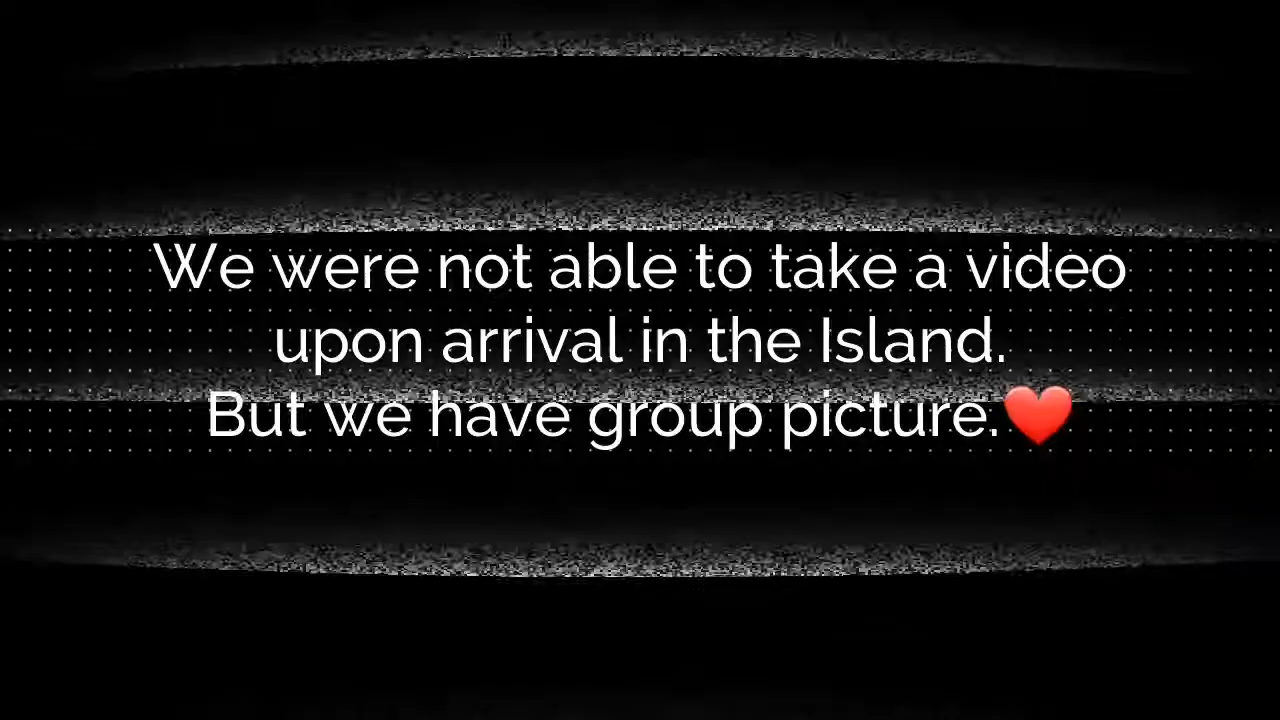 We were not able to take a video
upon arrival in the Island.
But we have group picture.❤️